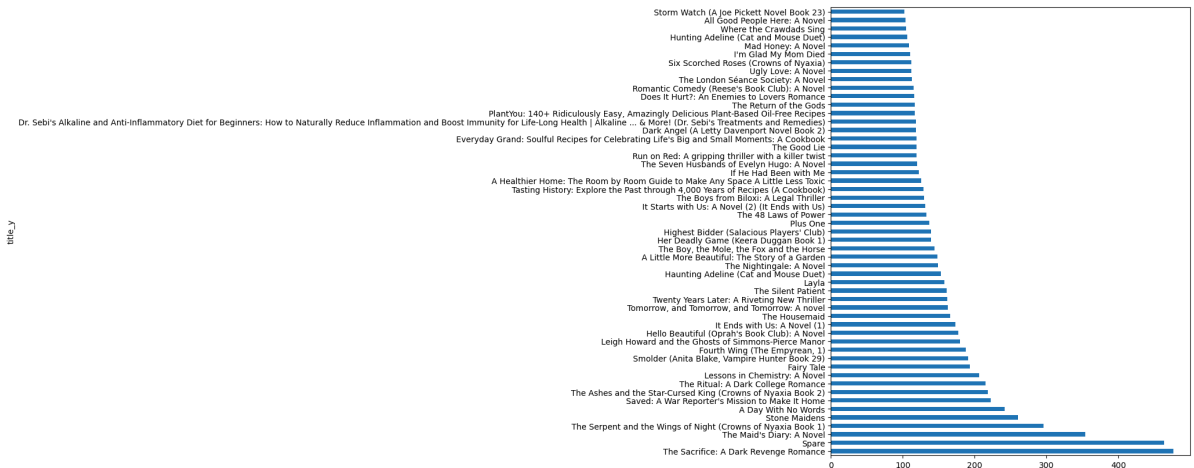 Storm Watch (A Joe Pickett Novel Book 23)
All Good People Here: A Novel
Where the Crawdads Sing
Hunting Adeline (Cat and Mouse Duet)
Mad Honey: A Novel
I'm Glad My Mom Died
Six Scorched Roses (Crowns of Nyaxia)
Ugly Love: A Novel
The London Séance Society: A Novel
Romantic Comedy (Reese's Book Club): A Novel
Does It Hurt?: An Enemies to Lovers Romance
The Return of the Gods
PlantYou: 140+ Ridiculously Easy, Amazingly Delicious Plant-Based Oil-Free Recipes
Dr. Sebi's Alkaline and Anti-Inflammatory Diet for Beginners: How to Naturally Reduce Inflammation and Boost Immunity for Life-Long Health | Alkaline ... & More! (Dr. Sebi's Treatments and Remedies)
Dark Angel (A Letty Davenport Novel Book 2)
Everyday Grand: Soulful Recipes for Celebrating Life's Big and Small Moments: A Cookbook
The Good Lie
Run on Red: A gripping thriller with a killer twist
The Seven Husbands of Evelyn Hugo: A Novel
If He Had Been with Me
A Healthier Home: The Room by Room Guide to Make Any Space A Little Less Toxic
Tasting History: Explore the Past through 4,000 Years of Recipes (A Cookbook)
The Boys from Biloxi: A Legal Thriller
It Starts with Us: A Novel (2) (It Ends with Us)
The 48 Laws of Power
Plus One
Highest Bidder (Salacious Players' Club)
Her Deadly Game (Keera Duggan Book 1)
The Boy, the Mole, the Fox and the Horse
A Little More Beautiful: The Story of a Garden
The Nightingale: A Novel
Haunting Adeline (Cat and Mouse Duet)
Layla
The Silent Patient
Twenty Years Later: A Riveting New Thriller
Tomorrow, and Tomorrow, and Tomorrow: A novel
The Housemaid
It Ends with Us: A Novel (1)
Hello Beautiful (Oprah's Book Club): A Novel
Leigh Howard and the Ghosts of Simmons-Pierce Manor
Fourth Wing (The Empyrean, 1)
Smolder (Anita Blake, Vampire Hunter Book 29)
Fairy Tale
Lessons in Chemistry: A Novel
The Ritual: A Dark College Romance
The Ashes and the Star-Cursed King (Crowns of Nyaxia Book 2)
Saved: A War Reporter's Mission to Make It Home
A Day With No Words
Stone Maidens
The Serpent and the Wings of Night (Crowns of Nyaxia Book 1)
The Maid's Diary: A Novel
Spare
The Sacrifice: A Dark Revenge Romance
title_y
0 100 200 300 400